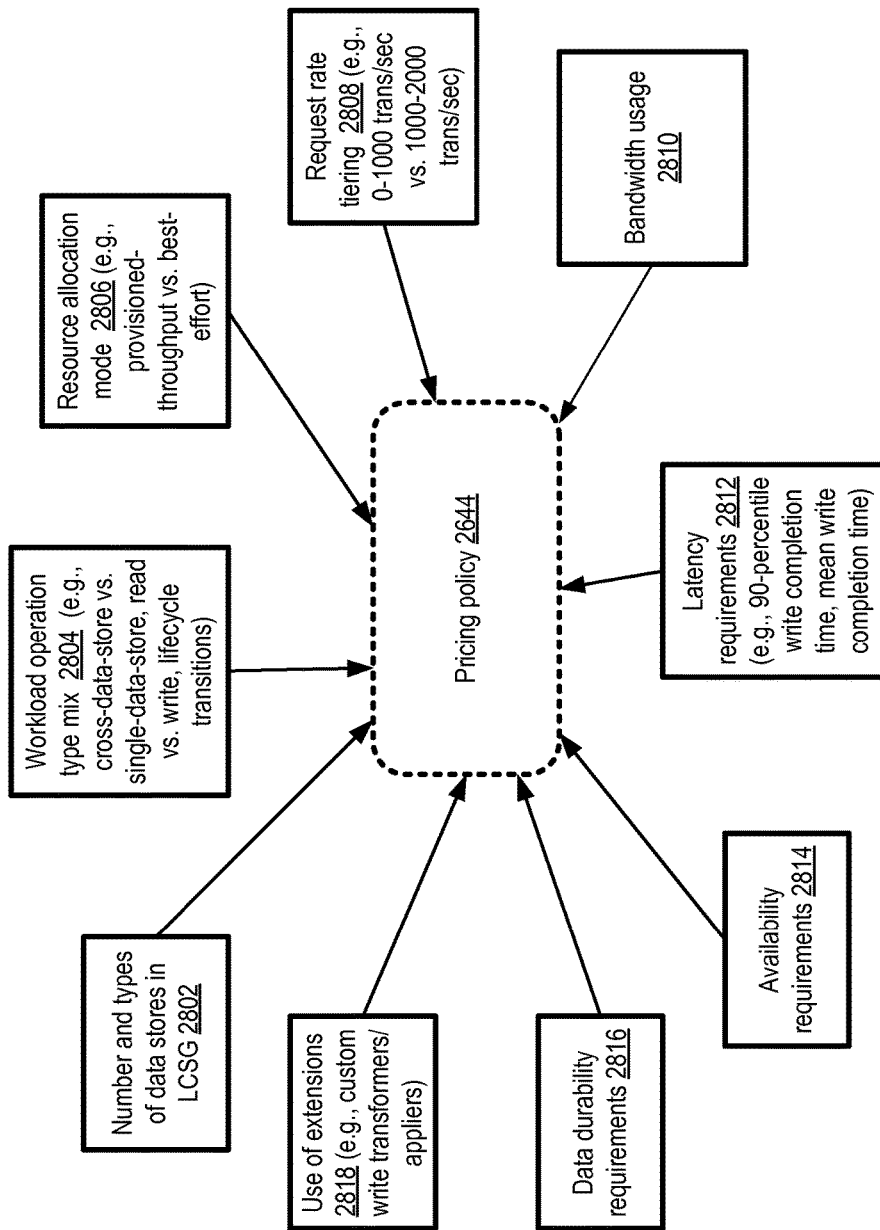 Number and types
of data stores in
LCSG 2802
Workload operation
type mix 2804 (e.g.,
cross-data-store vs.
single-data-store, read
vs. write, lifecycle
transitions)
Resource allocation
mode 2806 (e.g.,
provisioned-
throughput vs. best-
effort)
Request rate
tiering 2808 (e.g.,
0-1000 trans/sec
vs. 1000-2000
trans/sec)
Use of extensions
2818 (e.g., custom
write transformers/
appliers)
Pricing policy 2644
Bandwidth usage
2810
Data durability
requirements 2816
Availability
requirements 2814
Latency
requirements 2812
(e.g., 90-percentile
write completion
time, mean write
completion time)